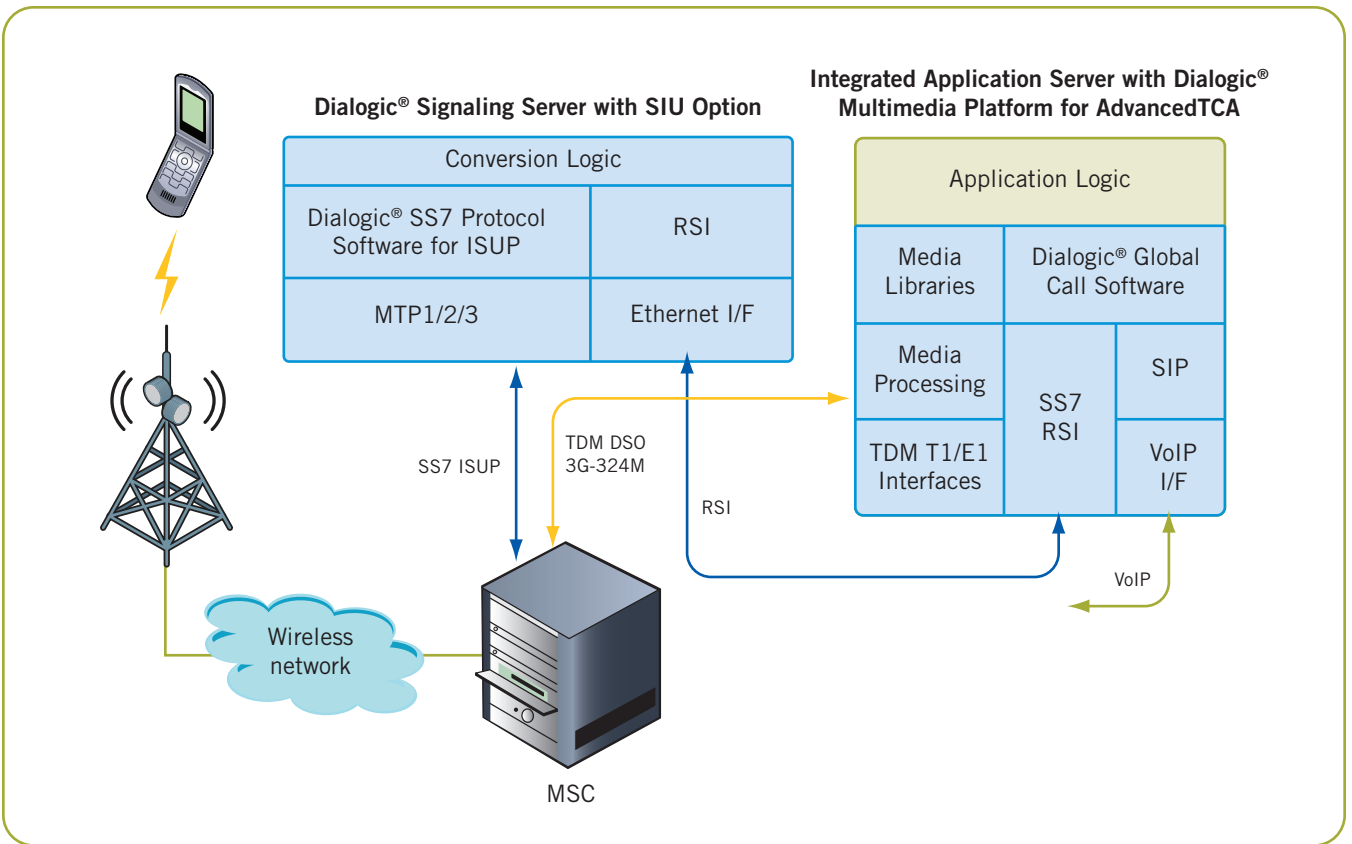 Dialogic® Signaling Server with SIU Option
Conversion Logic
Dialogic® SS7 Protocol
Software for ISUP
RSI
MTP1/2/3
Ethernet I/F
Integrated Application Server with Dialogic®
Multimedia Platform for AdvancedTCA
Application Logic
Media
Libraries
Dialogic® Global
Call Software
Media
Processing
SS7
RSI
SIP
TDM T1/E1
Interfaces
VoIP
I/F
SS7 ISUP
TDM DSO
3G-324M
RSI
VoIP
Wireless
network
MSC